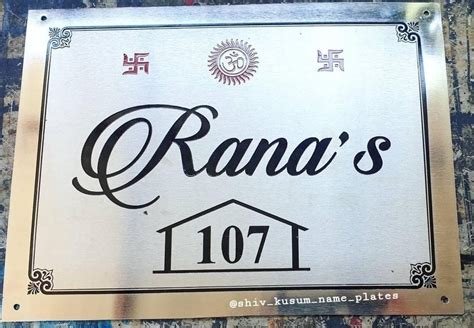 ॐ
Rana's
107
@shiv_kusum_name_plates